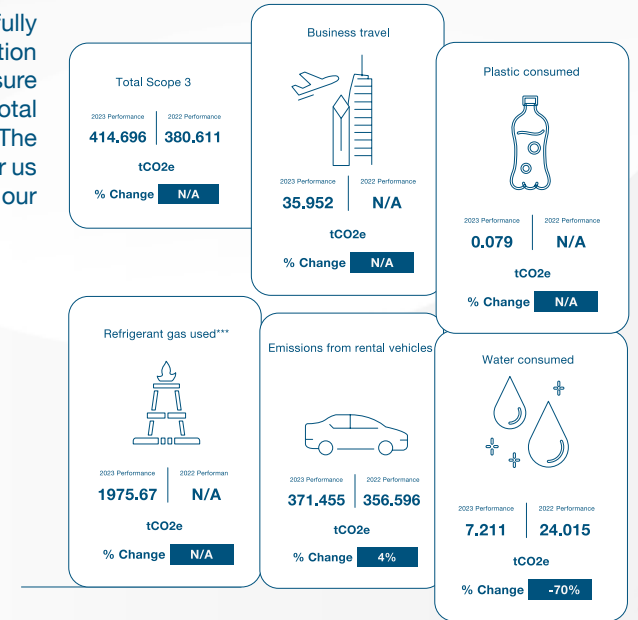 fully
tion
sure
otal
The
r us
our
Total Scope 3
2023 Performance
2022 Performance
414.696
380.611
tCO2e
% Change
N/A
Business travel
2023 Performance
2022 Performance
35.952
N/A
tCO2e
% Change
N/A
Plastic consumed
2023 Performance
2022 Performance
0.079
N/A
tCO2e
% Change
N/A
Refrigerant gas used***
2023 Performance
2022 Performan
1975.67
N/A
tCO2e
% Change
N/A
Emissions from rental vehicles
2023 Performance
2022 Performance
371.455
356.596
tCO2e
% Change
4%
Water consumed
2023 Performance
2022 Performance
7.211
24.015
tCO2e
% Change
-70%